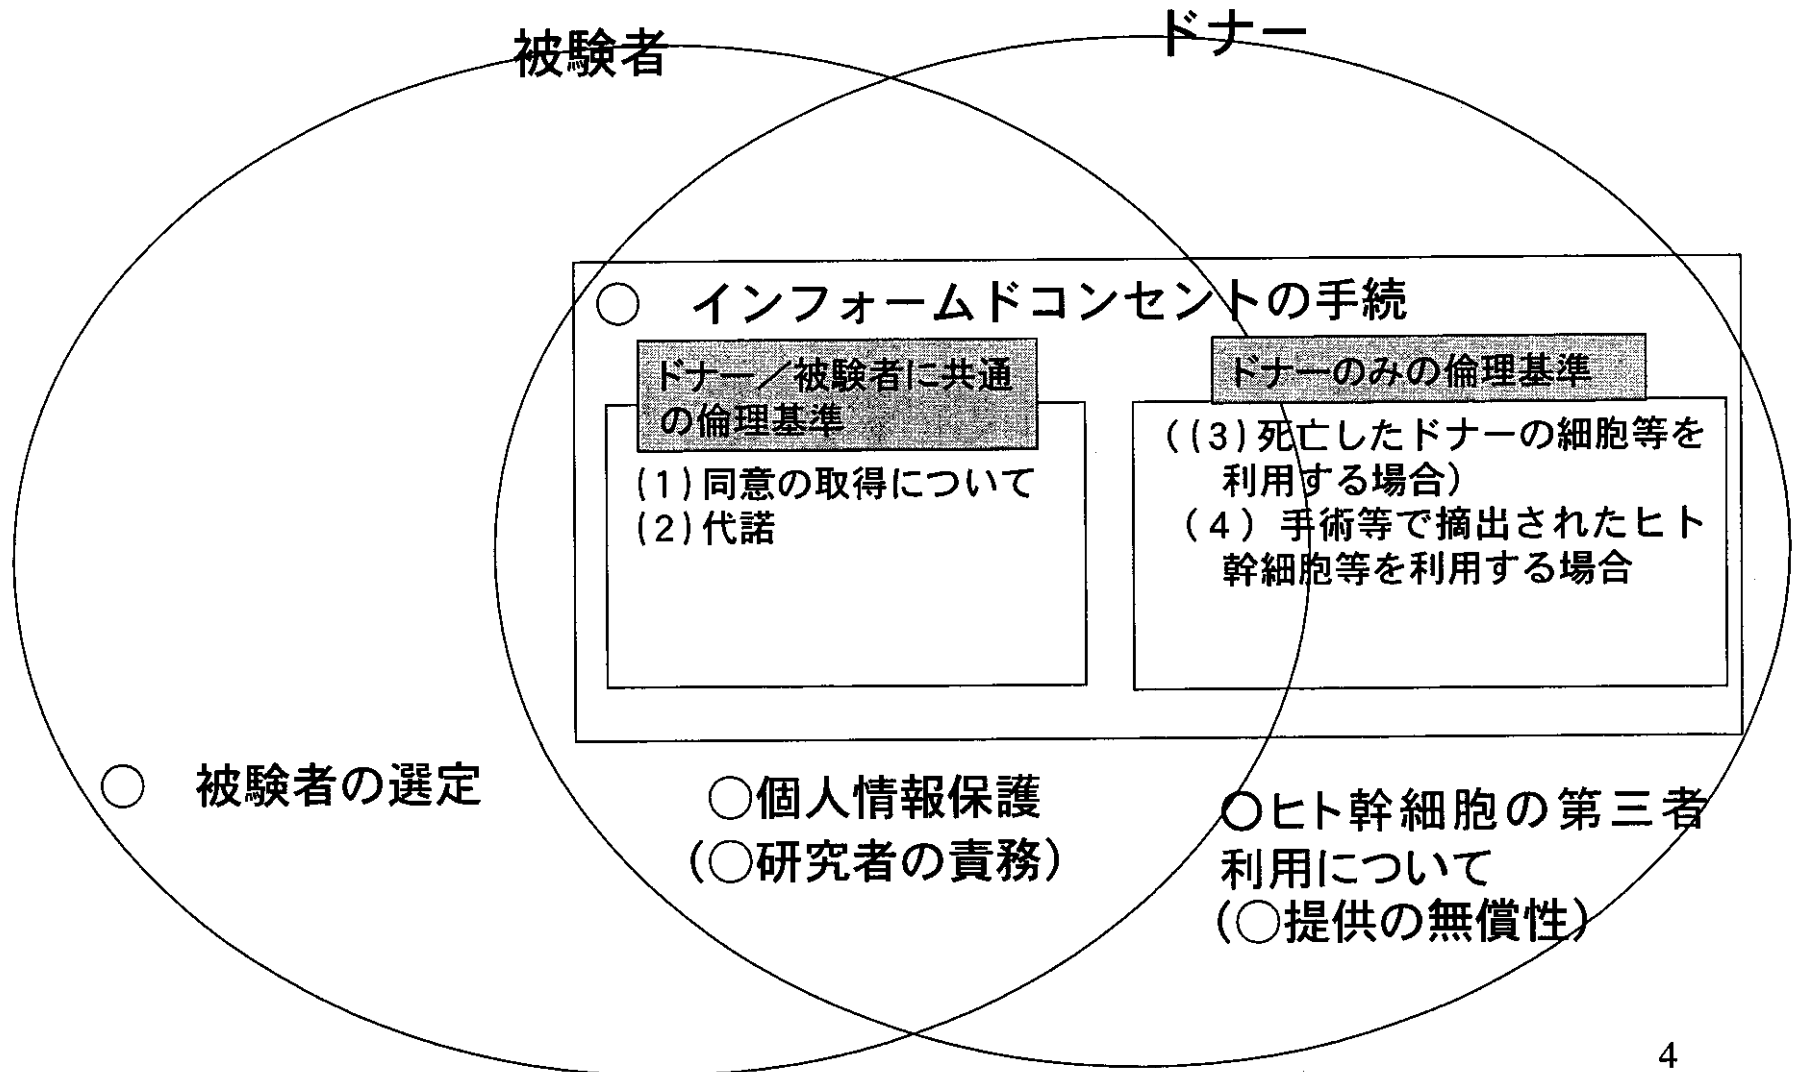 被験者
ドナー
○ インフォームドコンセントの手続
ドナー/被験者に共通
の倫理基準
(1)同意の取得について
(2)代諾
ドナーのみの倫理基準
((3)死亡したドナーの細胞等を
利用する場合)
(4) 手術等で摘出されたヒト
幹細胞等を利用する場合
○ 被験者の選定
○個人情報保護
(○研究者の責務)
○ヒト幹細胞の第三者
利用について
(○提供の無償性)
4